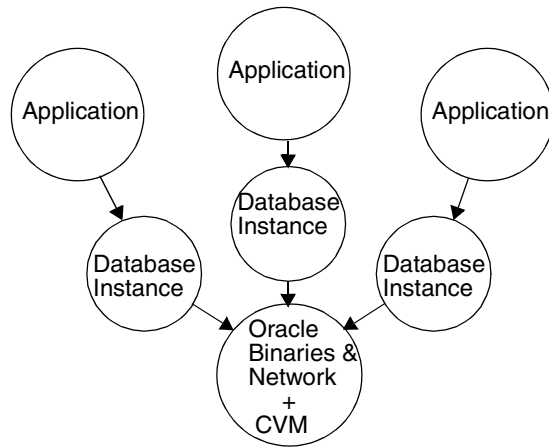 Application
Application
Application
Database
Instance
Database
Instance
Database
Instance
Oracle
Binaries &
Network
+
CVM